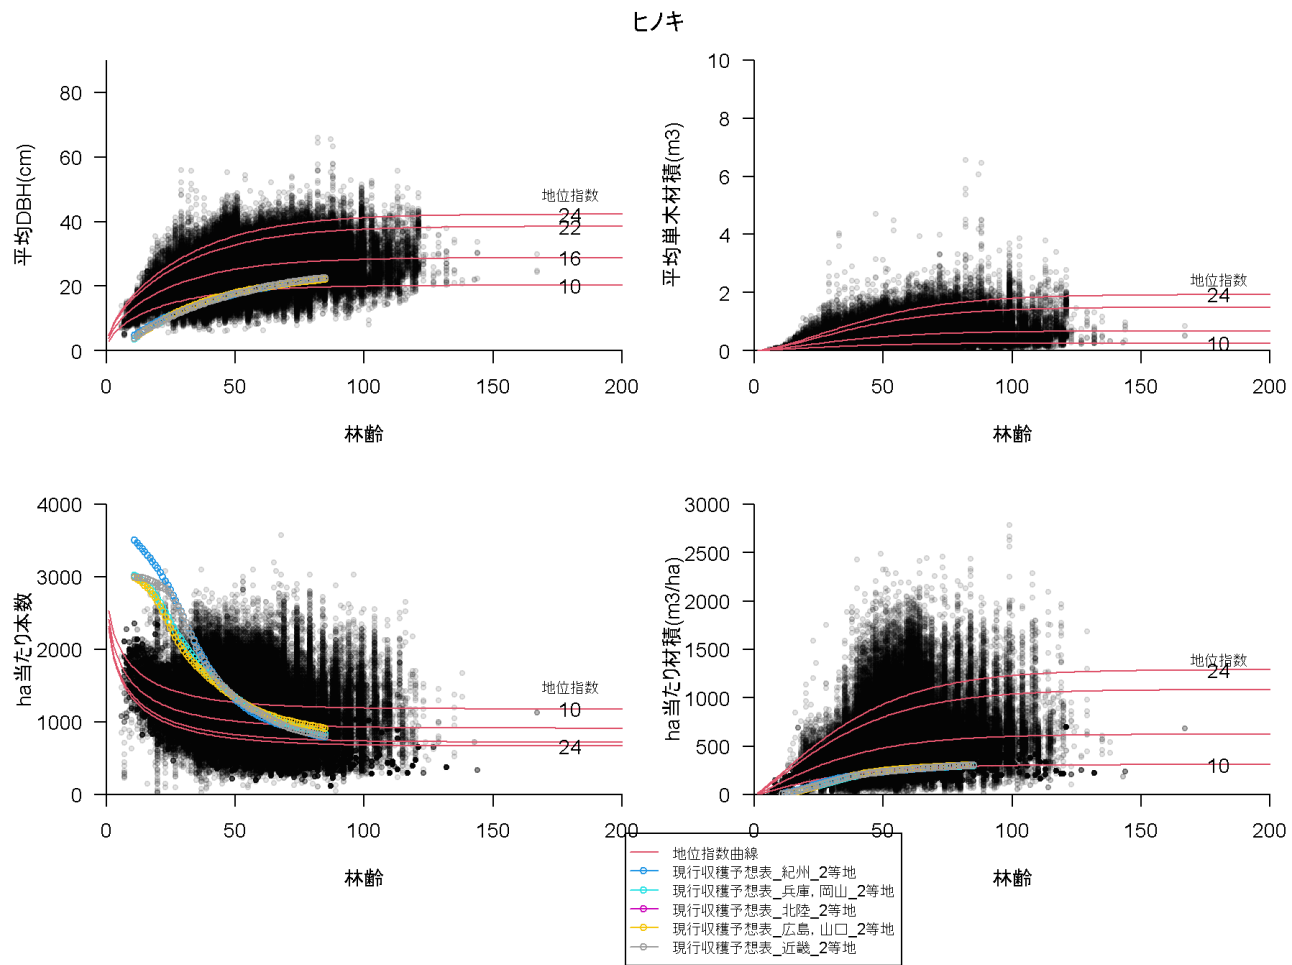 ヒノキ
平均DBH(cm)
80
60
40
20
0
地位指数
24
22
16
10
0
50
100
150
200
林齢
平均単木材積(m3)
10
8
6
4
2
0
地位指数
24
10
0
50
100
150
200
林齢
ha当たり本数
4000
3000
2000
1000
0
地位指数
10
24
0
50
100
150
200
林齢
ha当たり材積(m3/ha)
3000
2500
2000
1500
1000
500
0
地位指数
24
10
0
50
100
150
200
林齢
地位指数曲線
現行収穫予想表_紀州_2等地
現行収穫予想表_兵庫, 岡山_2等地
現行収穫予想表_北陸_2等地
現行収穫予想表_広島, 山口_2等地
現行収穫予想表_近畿_2等地